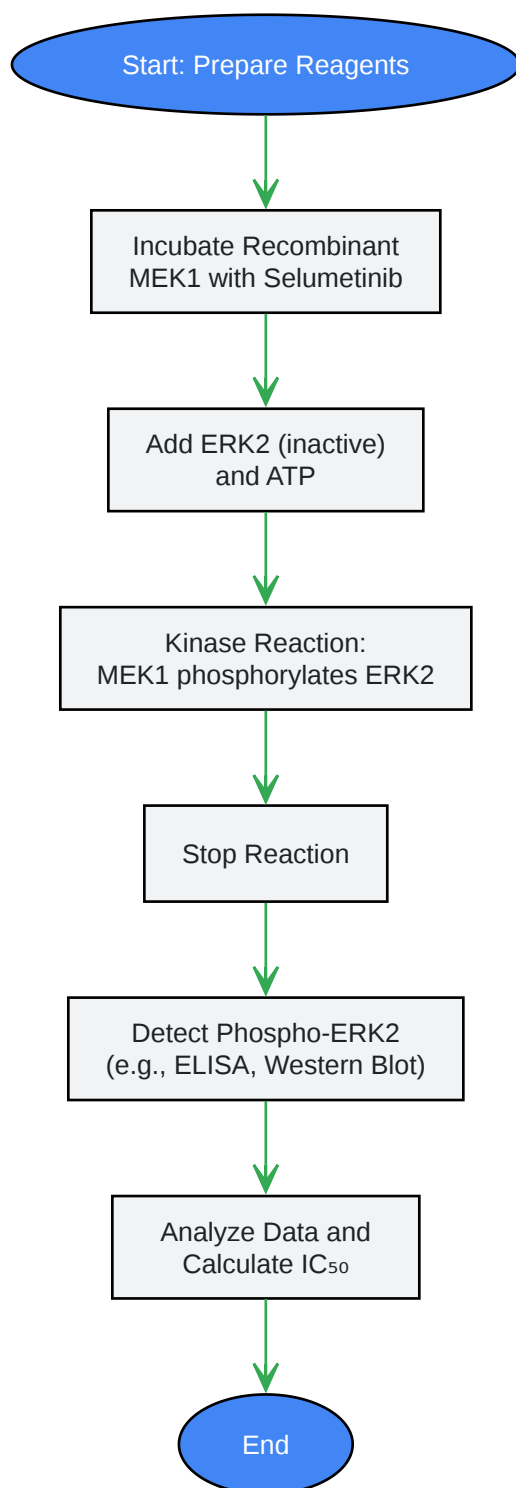 Start: Prepare Reagents
Incubate Recombinant
MEK1 with Selumetinib
Add ERK2 (inactive)
and ATP
Kinase Reaction:
MEK1 phosphorylates ERK2
Stop Reaction
Detect Phospho-ERK2
(e.g., ELISA, Western Blot)
Analyze Data and
Calculate IC₅₀
End